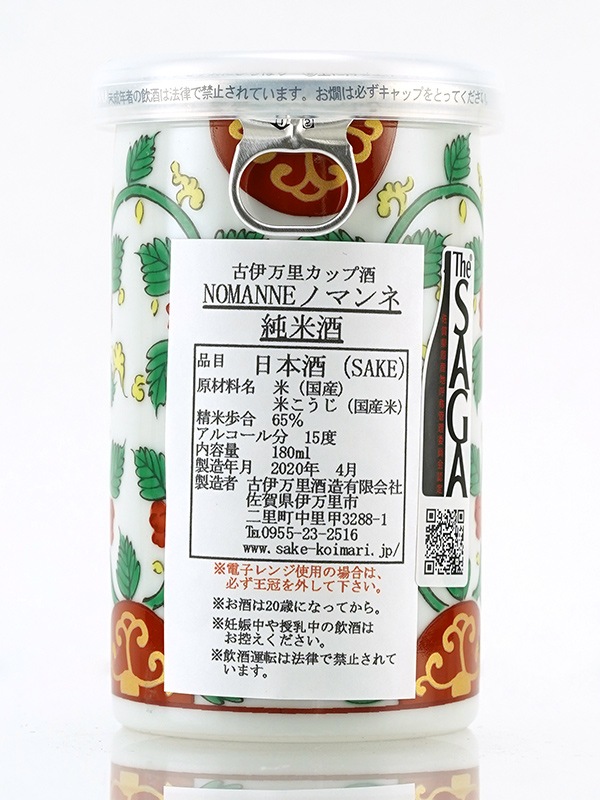 未成年者の飲酒は法律で禁止されています。お燗は必ずキャップをとってください
古伊万里カップ酒
NOMANNEノマンネ
純米酒
品目 日本酒（SAKE）
原材料名 米（国産）
米こうじ（国産米）
精米歩合 65％
アルコール分 15度
内容量 180ml
製造年月 2020年 4月
製造者 古伊万里酒造有限会社
佐賀県伊万里市
二里町中里甲3288-1
℡0955-23-2516
www.sake-koimari.jp/
※電子レンジ使用の場合は、
必ず王冠を外して下さい。
※お酒は20歳になってから。
※妊娠中や授乳中の飲酒は
お控えください。
※飲酒運転は法律で禁止されて
います。
The SAGA